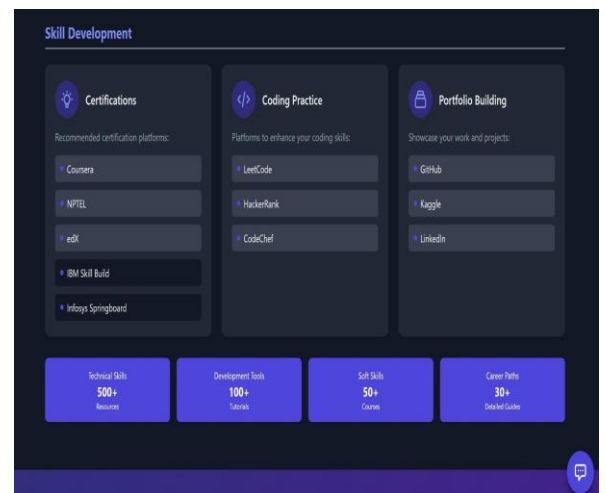 Skill Development
Certifications
Recommended certification platforms:
Coursera
NPTEL
edX
IBM Skill Build
Infosys Springboard
</> Coding Practice
Platforms to enhance your coding skills:
LeetCode
HackerRank
CodeChef
Portfolio Building
Showcase your work and projects:
GitHub
Kaggle
LinkedIn
Technical Skills
500+
Resources
Development Tools
100+
Tutorials
Soft Skills
50+
Courses
Career Paths
30+
Detailed Guides